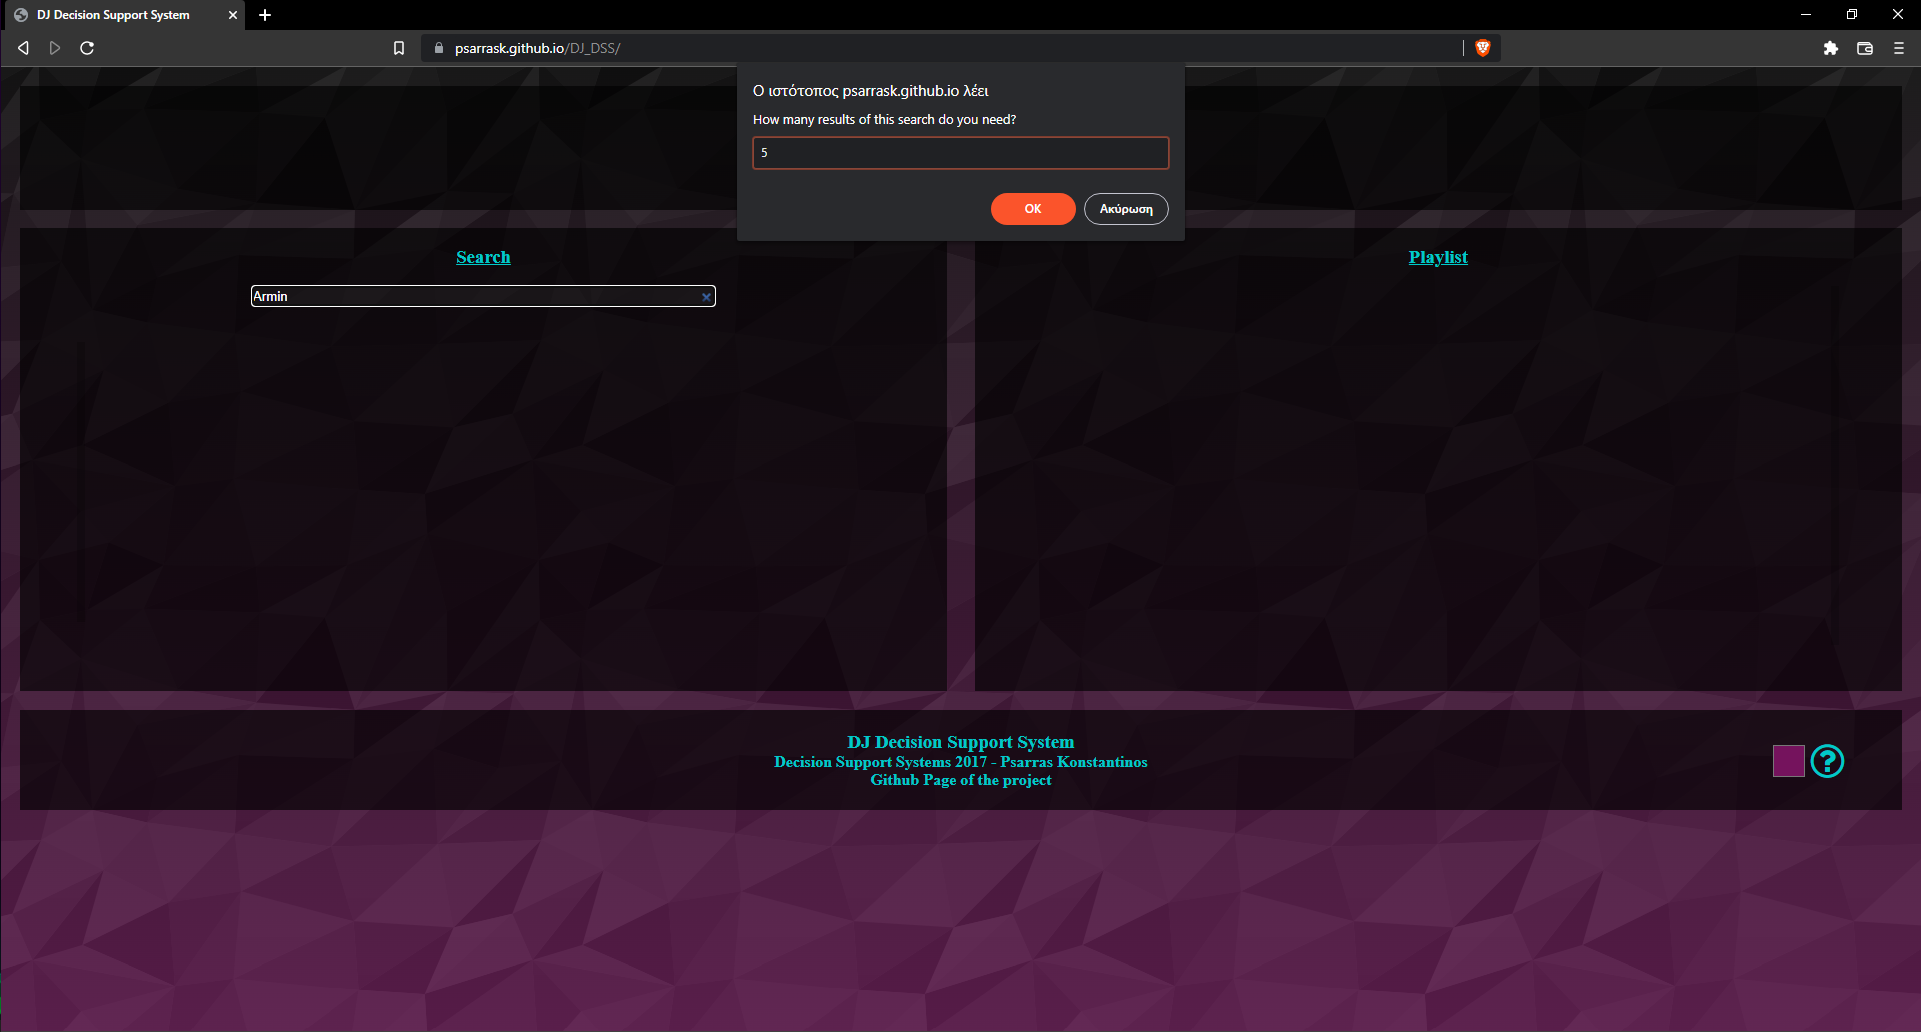 DJ Decision Support System
psarrask.github.io/DJ_DSS/
Ο ιστότοπος psarrask.github.io λέει
How many results of this search do you need?
5
OK
Ακύρωση
Search
Armin
Playlist
DJ Decision Support System
Decision Support Systems 2017 - Psarras Konstantinos
Github Page of the project